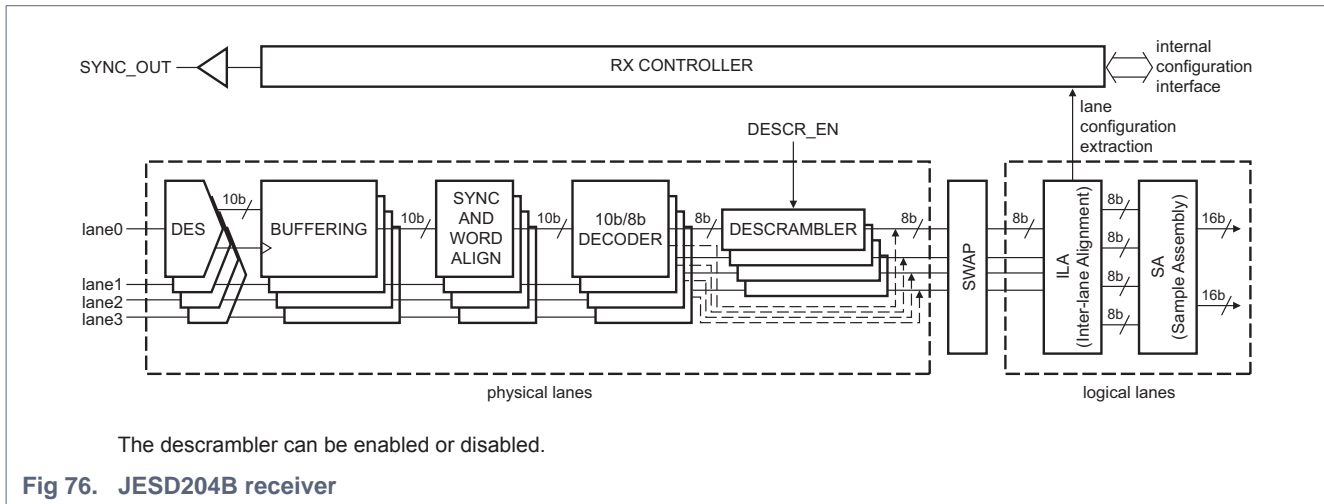 SYNC_OUT
RX CONTROLLER
internal
configuration
interface
lane
configuration
extraction
DESCR_EN
lane0
lane1
lane2
lane3
DES
10b
BUFFERING
10b
SYNC
AND
WORD
ALIGN
10b
10b/8b
DECODER
8b
DESCRAMBLER
8b
SWAP
8b
ILA
(Inter-lane Alignment)
8b
8b
8b
8b
SA
(Sample Assembly)
16b
16b
physical lanes
logical lanes
The descrambler can be enabled or disabled.
Fig 76. JESD204B receiver